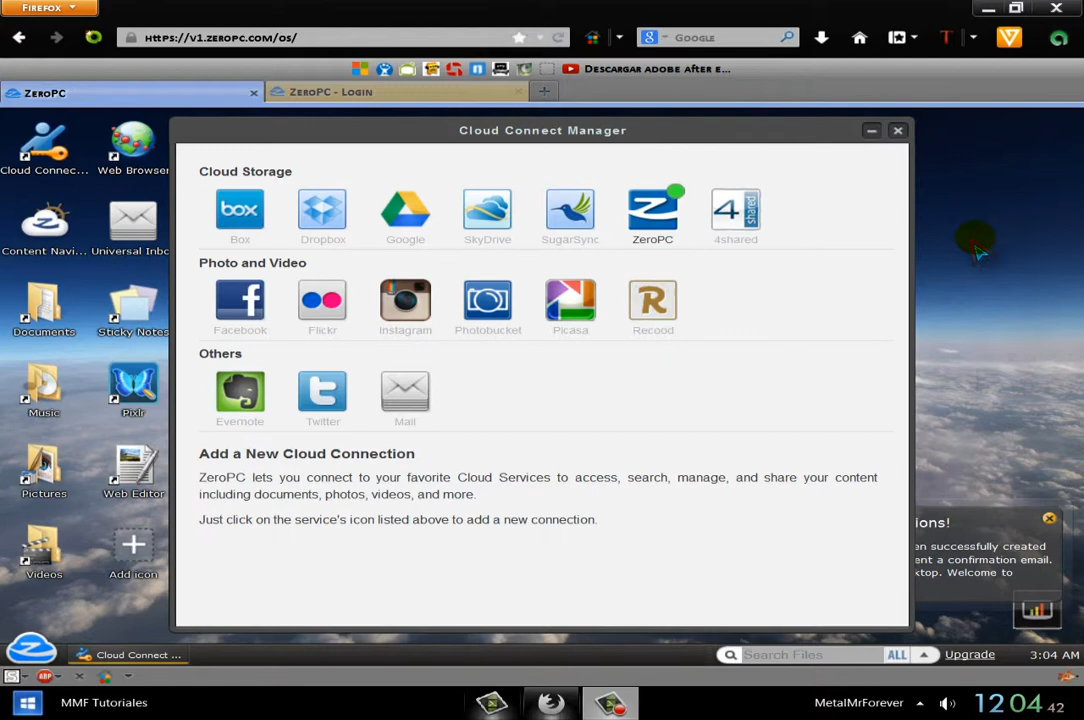 Firefox
https://v1.zeropc.com/os/
Google
Descargar adobe after e...
ZeroPC
ZeroPC - Login
Cloud Connec...
Web Browser
Content Navi...
Universal Inbo
Documents
Sticky Notes
Music
Pixlr
Pictures
Web Editor
Videos
Add icon
Cloud Connect Manager
Cloud Storage
box
4 shared
Box
Dropbox
Google
SkyDrive
SugarSync
ZeroPC
4shared
Photo and Video
Facebook
Flickr
Instagram
Photobucket
Picasa
Recood
Others
Evernote
Twitter
Mail
Add a New Cloud Connection
ZeroPC lets you connect to your favorite Cloud Services to access, search, manage, and share your content
including documents, photos, videos, and more.
Just click on the service's icon listed above to add a new connection.
ions!
en successfully created
ent a confirmation email.
ktop. Welcome to
Cloud Connect ...
Search Files
ALL
Upgrade
3:04 AM
ABP
MMF Tutoriales
MetalMrForever
12 04 42